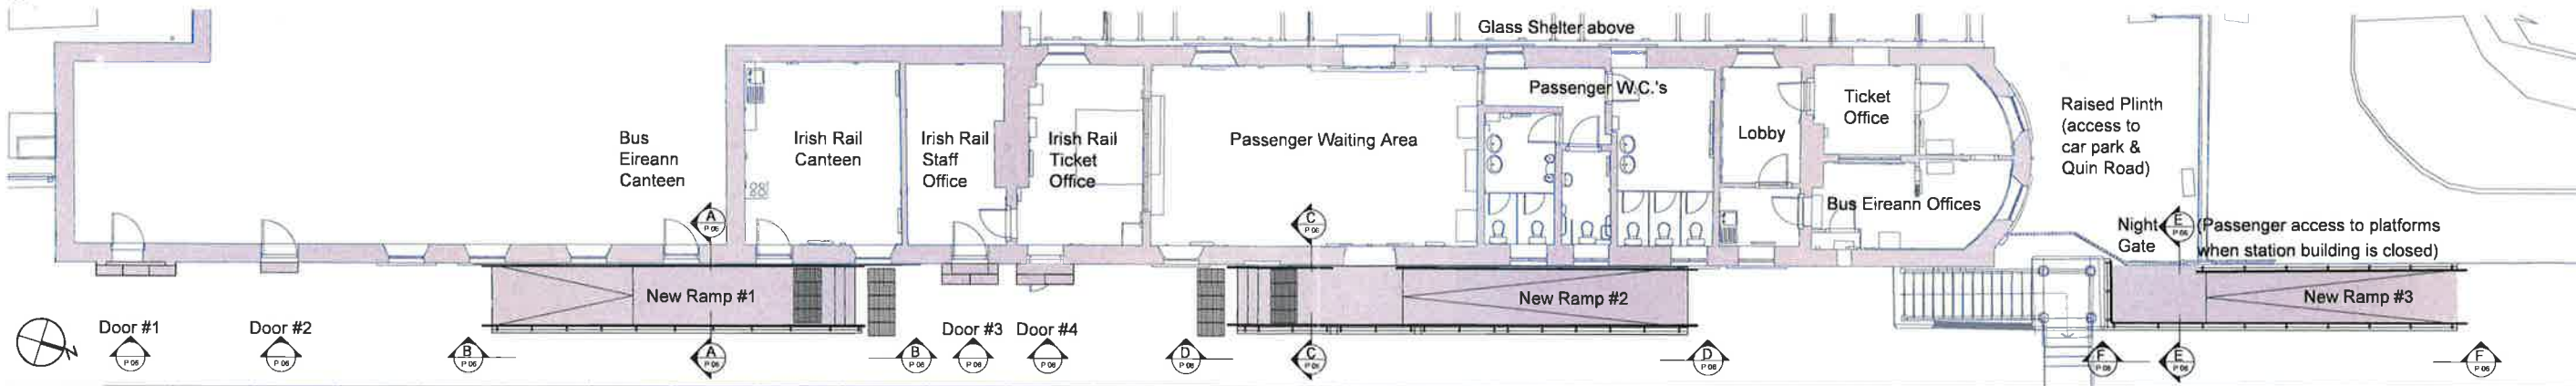 Glass Shelter above
Bus
Eireann
Canteen
Irish Rail
Canteen
Irish Rail
Staff
Office
Irish Rail
Ticket
Office
Passenger Waiting Area
Passenger W.C.'s
Lobby
Ticket
Office
Bus Eireann Offices
Raised Plinth
(access to
car park &
Quin Road)
Night
Gate
(Passenger access to platforms
when station building is closed)
A
P 06
C
P 06
E
P 06
New Ramp #1
New Ramp #2
New Ramp #3
Door #1
Door #2
Door #3
Door #4
P 06
P 06
B
P 06
A
P 06
B
P 06
P 06
P 06
D
P 06
C
P 06
D
P 06
F
P 06
E
P 06
F
P 06